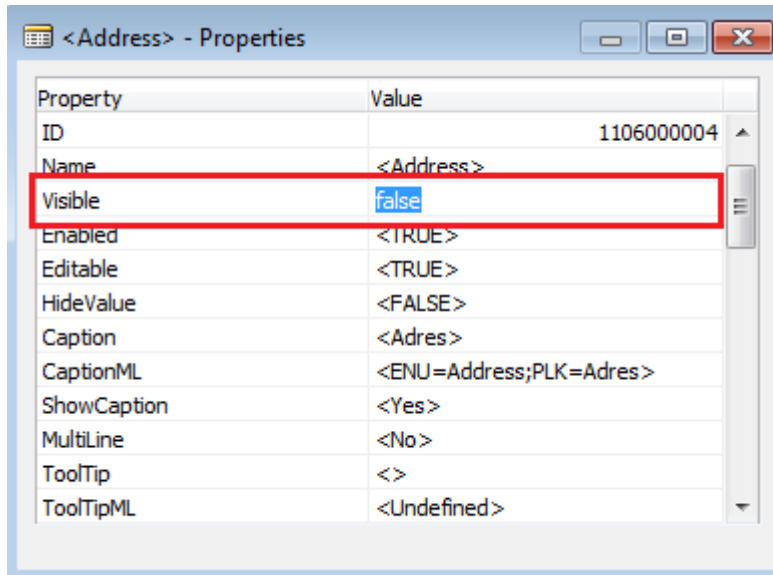 <Address> - Properties
Property Value
ID 1106000004
Name <Address>
Visible false
Enabled <TRUE>
Editable <TRUE>
HideValue <FALSE>
Caption <Adres>
CaptionML <ENU=Address;PLK=Adres>
ShowCaption <Yes>
MultiLine <No>
ToolTip <>
ToolTipML <Undefined>